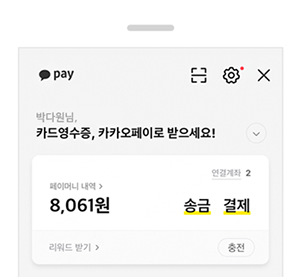 pay
박다원님,
카드영수증, 카카오페이로 받으세요!
연결계좌 2
페이머니 내역 >
8,061원 송금 결제
리워드 받기 > 충전